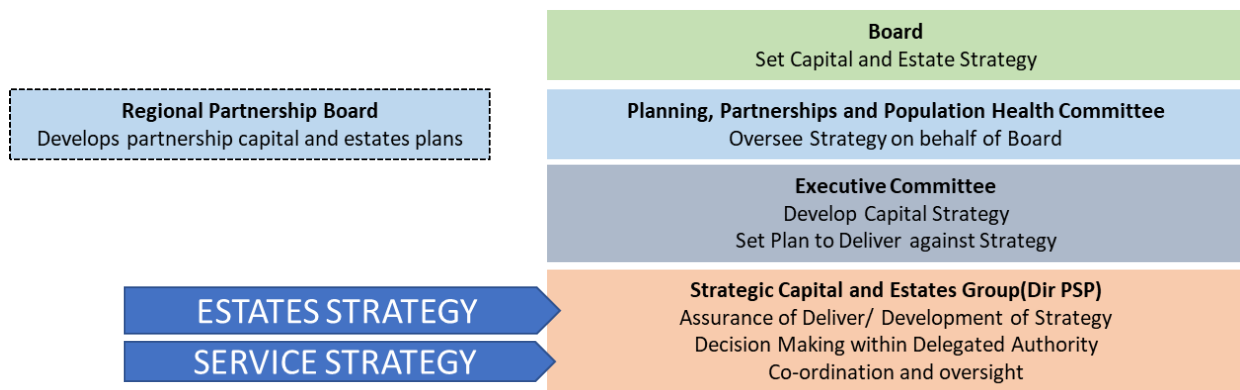 Board
Set Capital and Estate Strategy
Regional Partnership Board
Develops partnership capital and estates plans
Planning, Partnerships and Population Health Committee
Oversee Strategy on behalf of Board
Executive Committee
Develop Capital Strategy
Set Plan to Deliver against Strategy
ESTATES STRATEGY
SERVICE STRATEGY
Strategic Capital and Estates Group(Dir PSP)
Assurance of Deliver/ Development of Strategy
Decision Making within Delegated Authority
Co-ordination and oversight